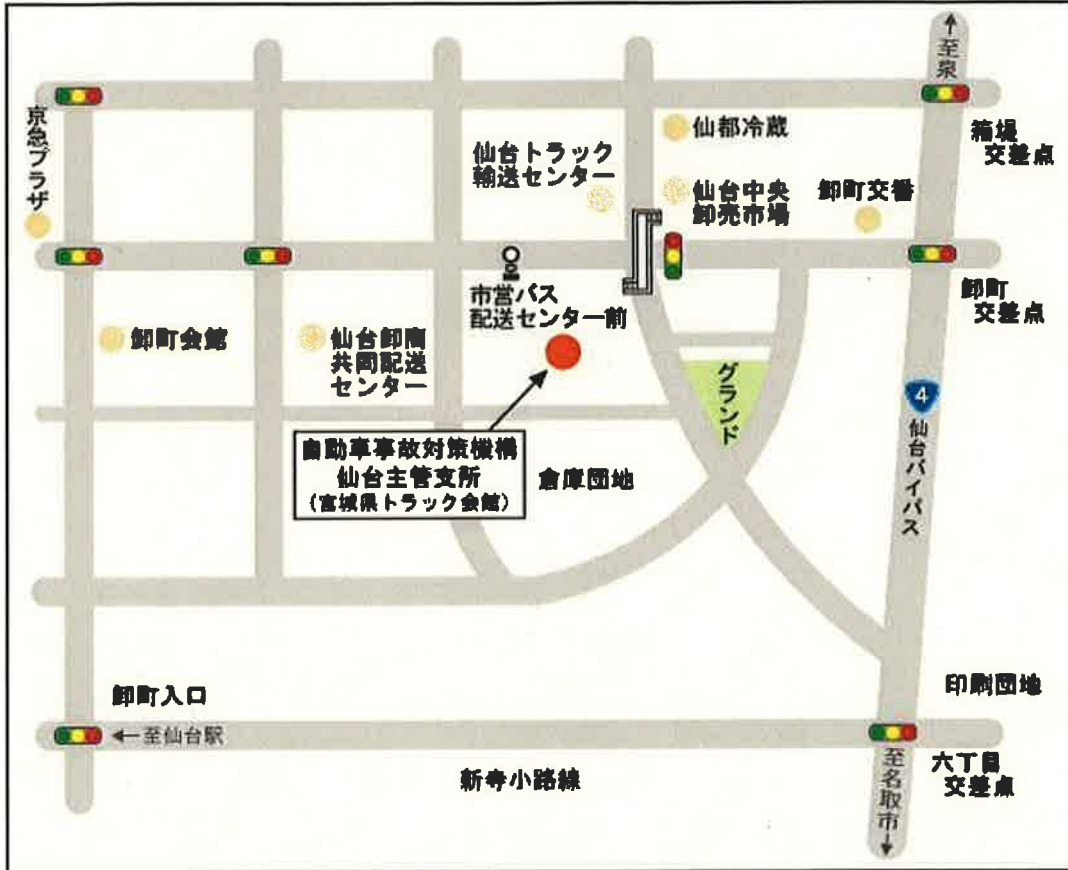 至泉
箱堤
交差点
京急プラザ
仙都冷蔵
仙台トラック
輸送センター
仙台中央
卸売市場
卸町交番
卸町
交差点
市営バス
配送センター前
卸町会館
仙台卸商
共同配送
センター
グランド
4
仙台バイパス
自動車事故対策機構
仙台主管支所
(宮城県トラック会館)
倉庫団地
卸町入口
印刷団地
←至仙台駅
六丁目
交差点
新寺小路線
至名取市